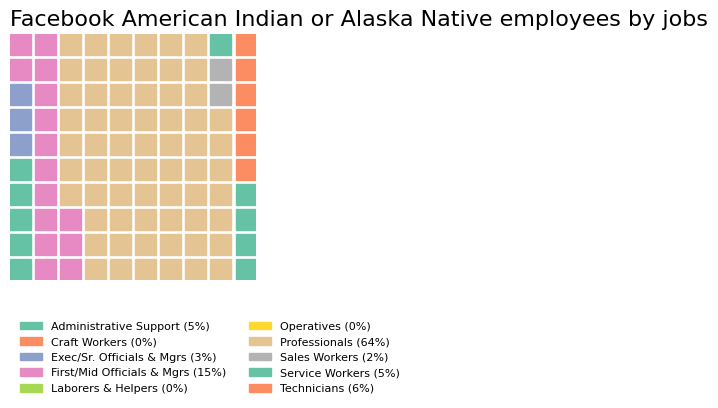 Facebook American Indian or Alaska Native employees by jobs
Administrative Support (5%)
Craft Workers (0%)
Exec/Sr. Officials & Mgrs (3%)
First/Mid Officials & Mgrs (15%)
Laborers & Helpers (0%)
Operatives (0%)
Professionals (64%)
Sales Workers (2%)
Service Workers (5%)
Technicians (6%)